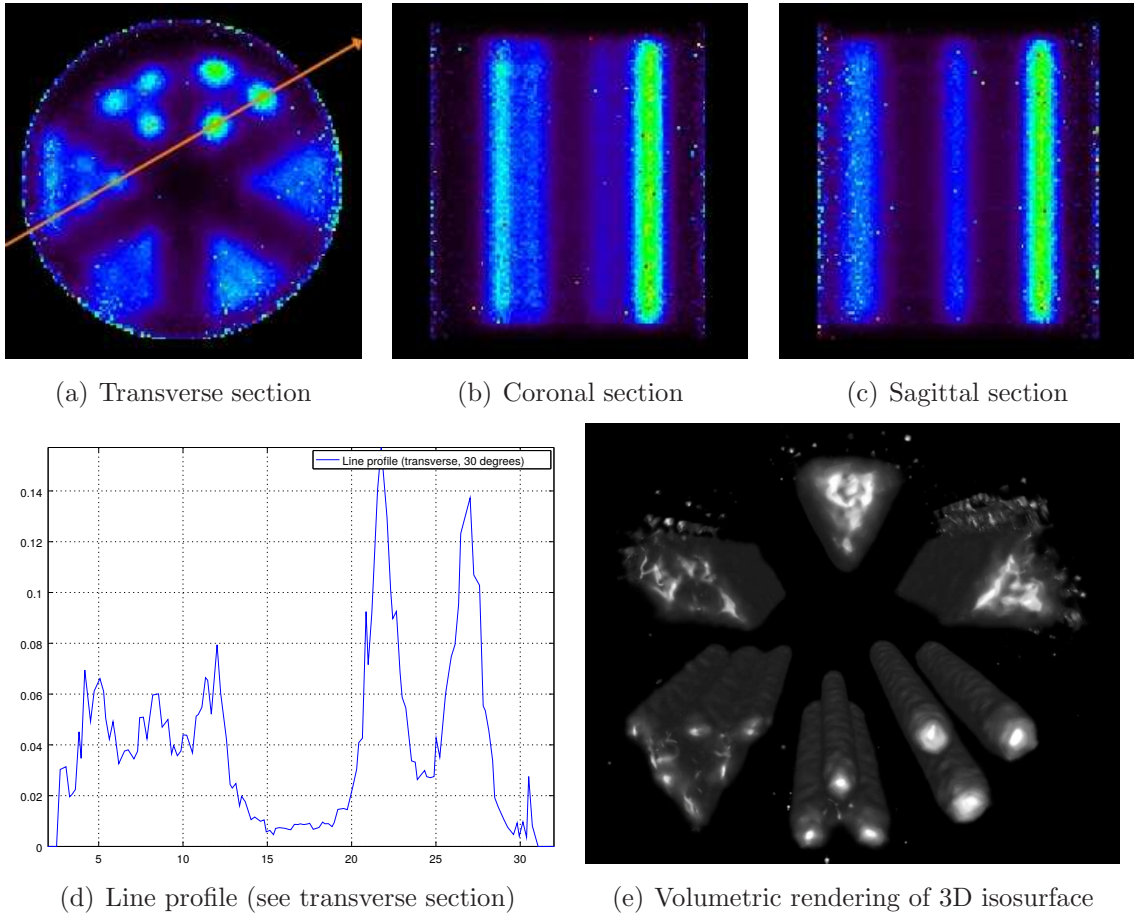 (a) Transverse section
(b) Coronal section
(c) Sagittal section
Line profile (transverse, 30 degrees)
0.14
0.12
0.1
0.08
0.06
0.04
0.02
0
5
10
15
20
25
30
(d) Line profile (see transverse section)
(e) Volumetric rendering of 3D isosurface